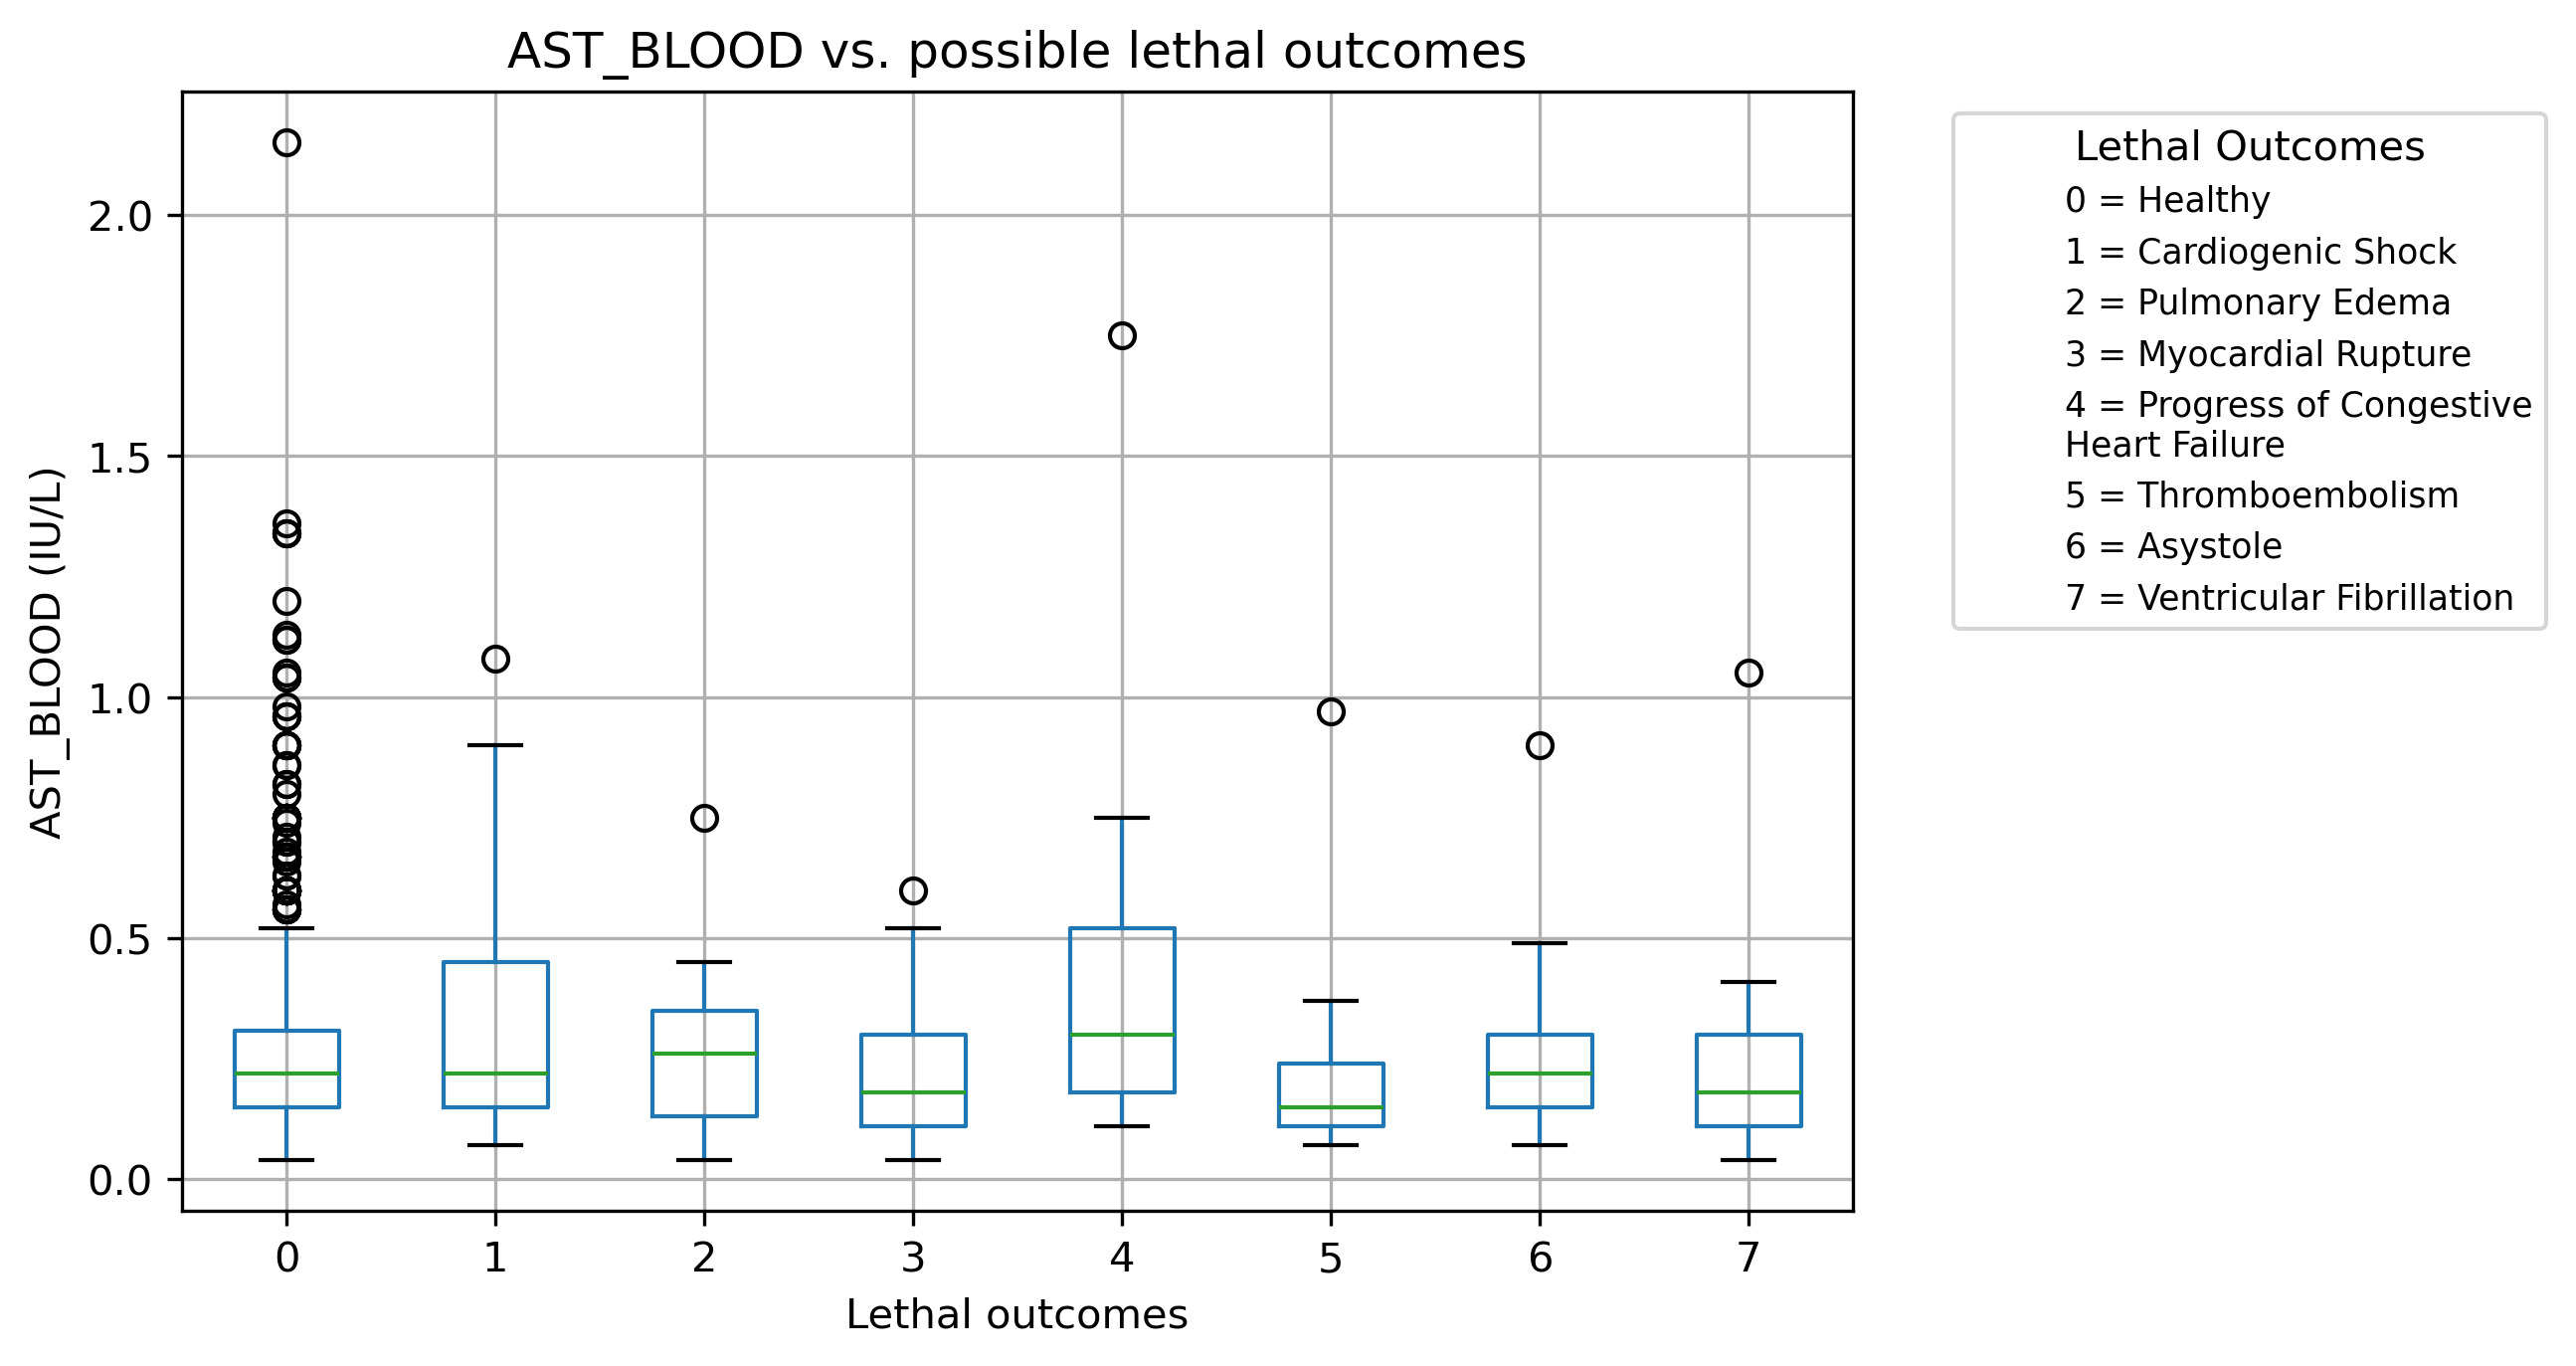 AST_BLOOD vs. possible lethal outcomes
AST_BLOOD (IU/L)
2.0
1.5
1.0
0.5
0.0
0 1 2 3 4 5 6 7
Lethal outcomes
Lethal Outcomes
0 = Healthy
1 = Cardiogenic Shock
2 = Pulmonary Edema
3 = Myocardial Rupture
4 = Progress of Congestive
Heart Failure
5 = Thromboembolism
6 = Asystole
7 = Ventricular Fibrillation